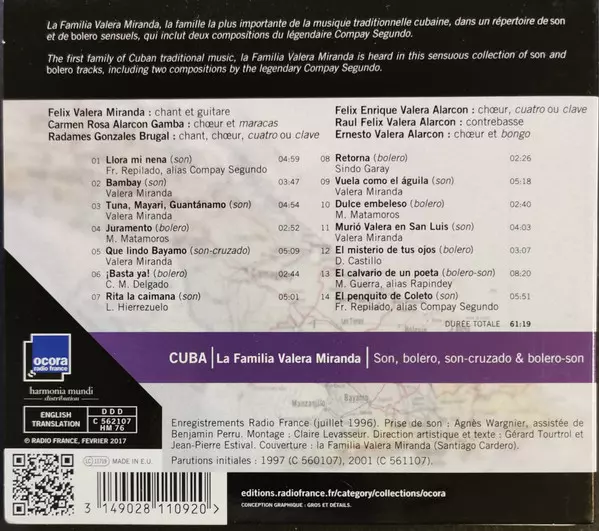 La Familia Valera Miranda, la famille la plus importante de la musique traditionnelle cubaine, dans un répertoire de son
et de bolero sensuels, qui inclut deux compositions du légendaire Compay Segundo.
The first family of Cuban traditional music, la Familia Valera Miranda is heard in this sensuous collection of son and
bolero tracks, including two compositions by the legendary Compay Segundo.
Felix Valera Miranda : chant et guitare
Carmen Rosa Alarcon Gamba : chœur et maracas
Radames Gonzales Brugal : chant, chœur, cuatro ou clave
Felix Enrique Valera Alarcon : chœur, cuatro ou clave
Raul Felix Valera Alarcon : contrebasse
Ernesto Valera Alarcon : chœur et bongo
01 Llora mi nena (son) 04:59
Fr. Repilado, alias Compay Segundo
02 Bambay (son) 03:47
Valera Miranda
03 Tuna, Mayari, Guantánamo (son) 04:54
Valera Miranda
04 Juramento (bolero) 02:52
M. Matamoros
05 Que lindo Bayamo (son-cruzado) 05:09
Valera Miranda
06 ¡Basta ya! (bolero) 02:44
C. M. Delgado
07 Rita la caimana (son) 05:01
L. Hierrezuelo
08 Retorna (bolero) 02:26
Sindo Garay
09 Vuela como el águila (son) 05:18
Valera Miranda
10 Dulce embeleso (bolero) 02:40
M. Matamoros
11 Murió Valera en San Luis (son) 04:03
Valera Miranda
12 El misterio de tus ojos (bolero) 03:07
D. Castillo
13 El calvario de un poeta (bolero-son) 08:20
M. Guerra, alias Rapindey
14 El penquito de Coleto (son) 05:51
Fr. Repilado, alias Compay Segundo
DURÉE TOTALE 61:19
CUBA | La Familia Valera Miranda | Son, bolero, son-cruzado & bolero-son
ocora
radio france
harmonia mundi
distribution
ENGLISH
TRANSLATION
D D D
C 562107
HM 76
© RADIO FRANCE, FEVRIER 2017
Bayamo
Manzanillo
Enregistrements Radio France (juillet 1996). Prise de son : Agnès Wargnier, assistée de
Benjamin Perru. Montage : Claire Levasseur. Direction artistique et texte : Gérard Tourtrol et
Jean-Pierre Estival. Couverture : la Familia Valera Miranda (Santiago Cardero).
Parutions initiales : 1997 (C 560107), 2001 (C 561107).
MADE IN E.U.
3 149028 110920
editions.radiofrance.fr/category/collections/ocora
CONCEPTION GRAPHIQUE : GROS ET DÉTAILS.